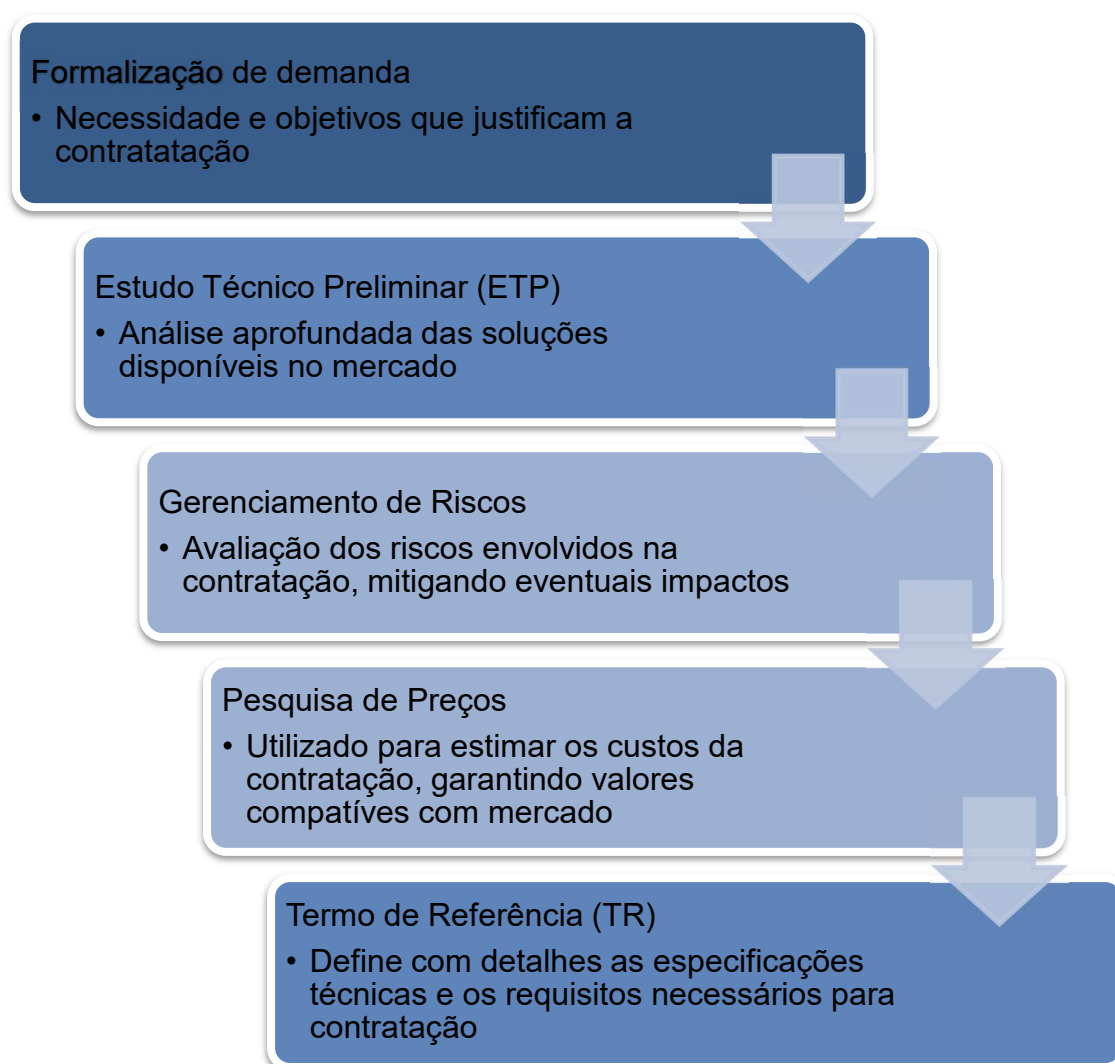 Formalização de demanda
• Necessidade e objetivos que justificam a
contratatação
Estudo Técnico Preliminar (ETP)
• Análise aprofundada das soluções
disponíveis no mercado
Gerenciamento de Riscos
• Avaliação dos riscos envolvidos na
contratação, mitigando eventuais impactos
Pesquisa de Preços
• Utilizado para estimar os custos da
contratação, garantindo valores
compatíves com mercado
Termo de Referência (TR)
• Define com detalhes as especificações
técnicas e os requisitos necessários para
contratação